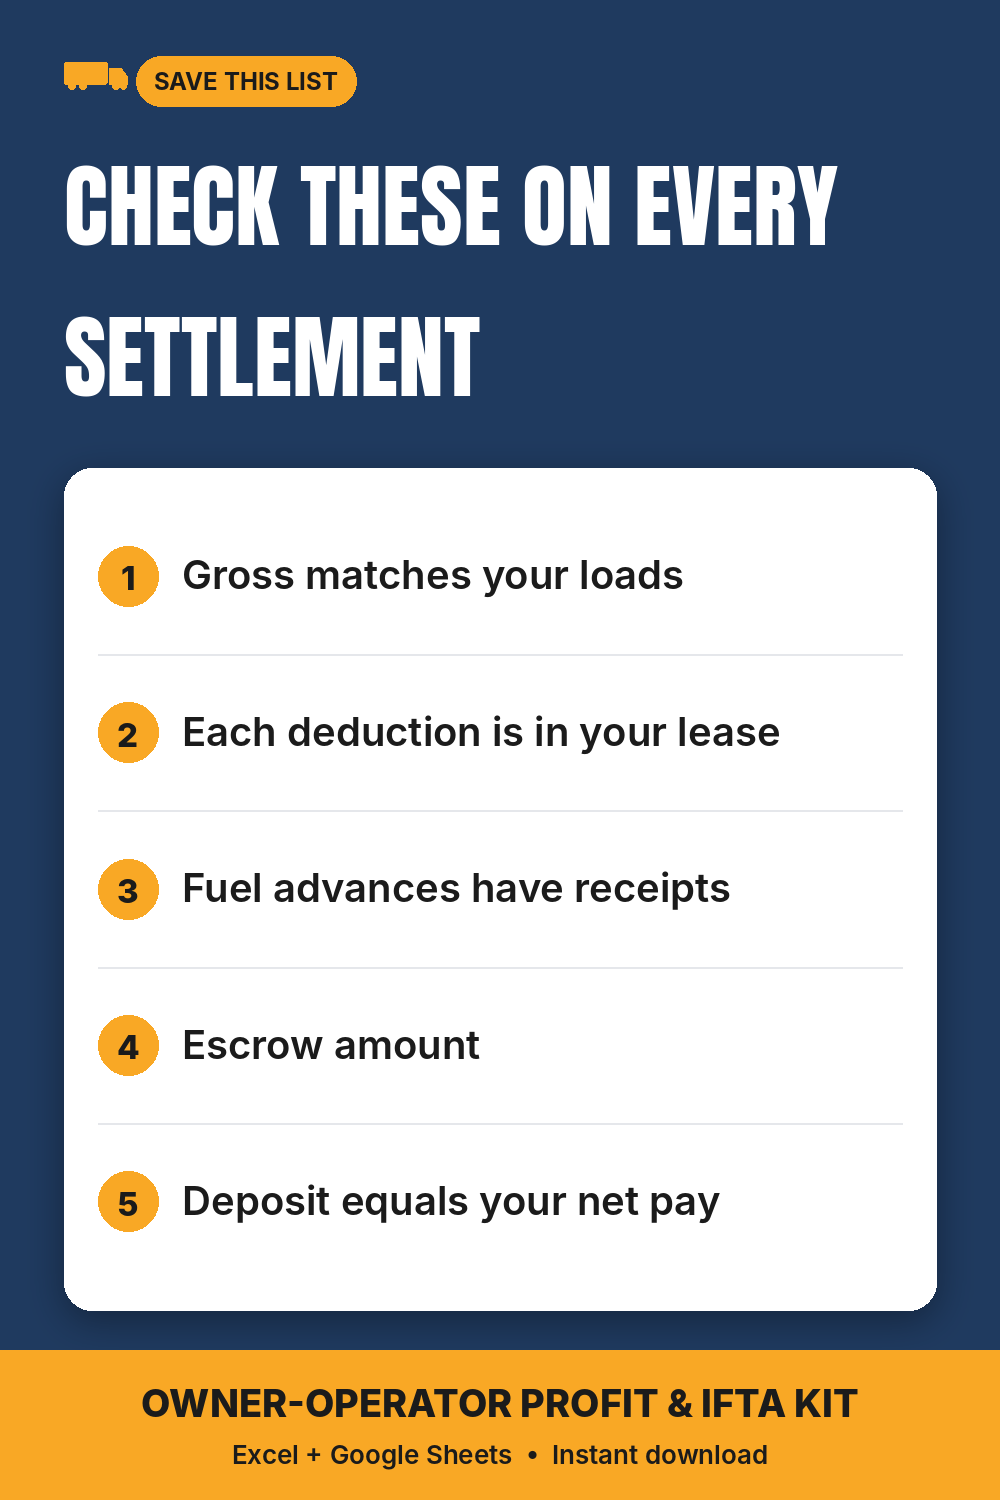 SAVE THIS LIST
CHECK THESE ON EVERY
SETTLEMENT
1 Gross matches your loads
2 Each deduction is in your lease
3 Fuel advances have receipts
4 Escrow amount
5 Deposit equals your net pay
OWNER-OPERATOR PROFIT & IFTA KIT
Excel + Google Sheets • Instant download